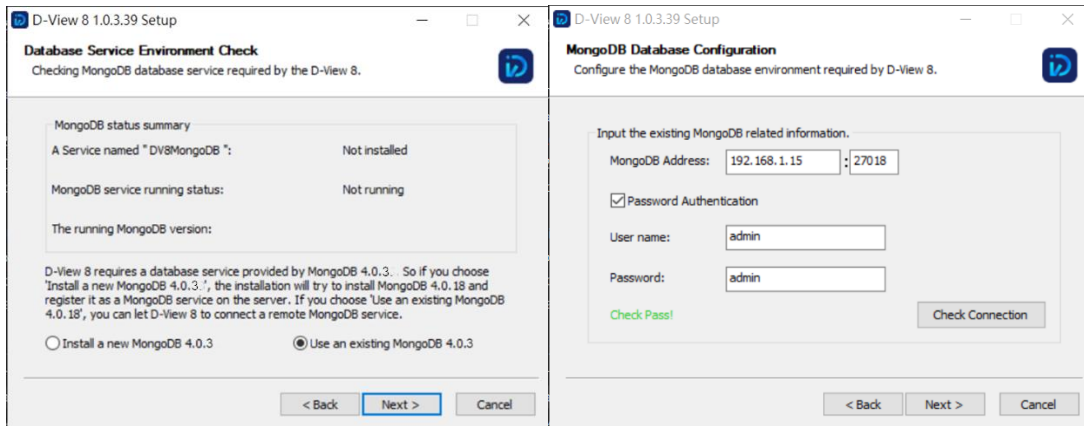 D-View 8 1.0.3.39 Setup
Database Service Environment Check
Checking MongoDB database service required by the D-View 8.
MongoDB status summary
A Service named " DV8MongoDB ": Not installed
MongoDB service running status: Not running
The running MongoDB version:
D-View 8 requires a database service provided by MongoDB 4.0.3. . So if you choose
'Install a new MongoDB 4.0.3.', the installation will try to install MongoDB 4.0.18 and
register it as a MongoDB service on the server. If you choose 'Use an existing MongoDB
4.0.18', you can let D-View 8 to connect a remote MongoDB service.
Install a new MongoDB 4.0.3 Use an existing MongoDB 4.0.3
< Back Next > Cancel
D-View 8 1.0.3.39 Setup
MongoDB Database Configuration
Configure the MongoDB database environment required by D-View 8.
Input the existing MongoDB related information.
MongoDB Address: 192.168.1.15 : 27018
Password Authentication
User name: admin
Password: admin
Check Pass! Check Connection
< Back Next > Cancel